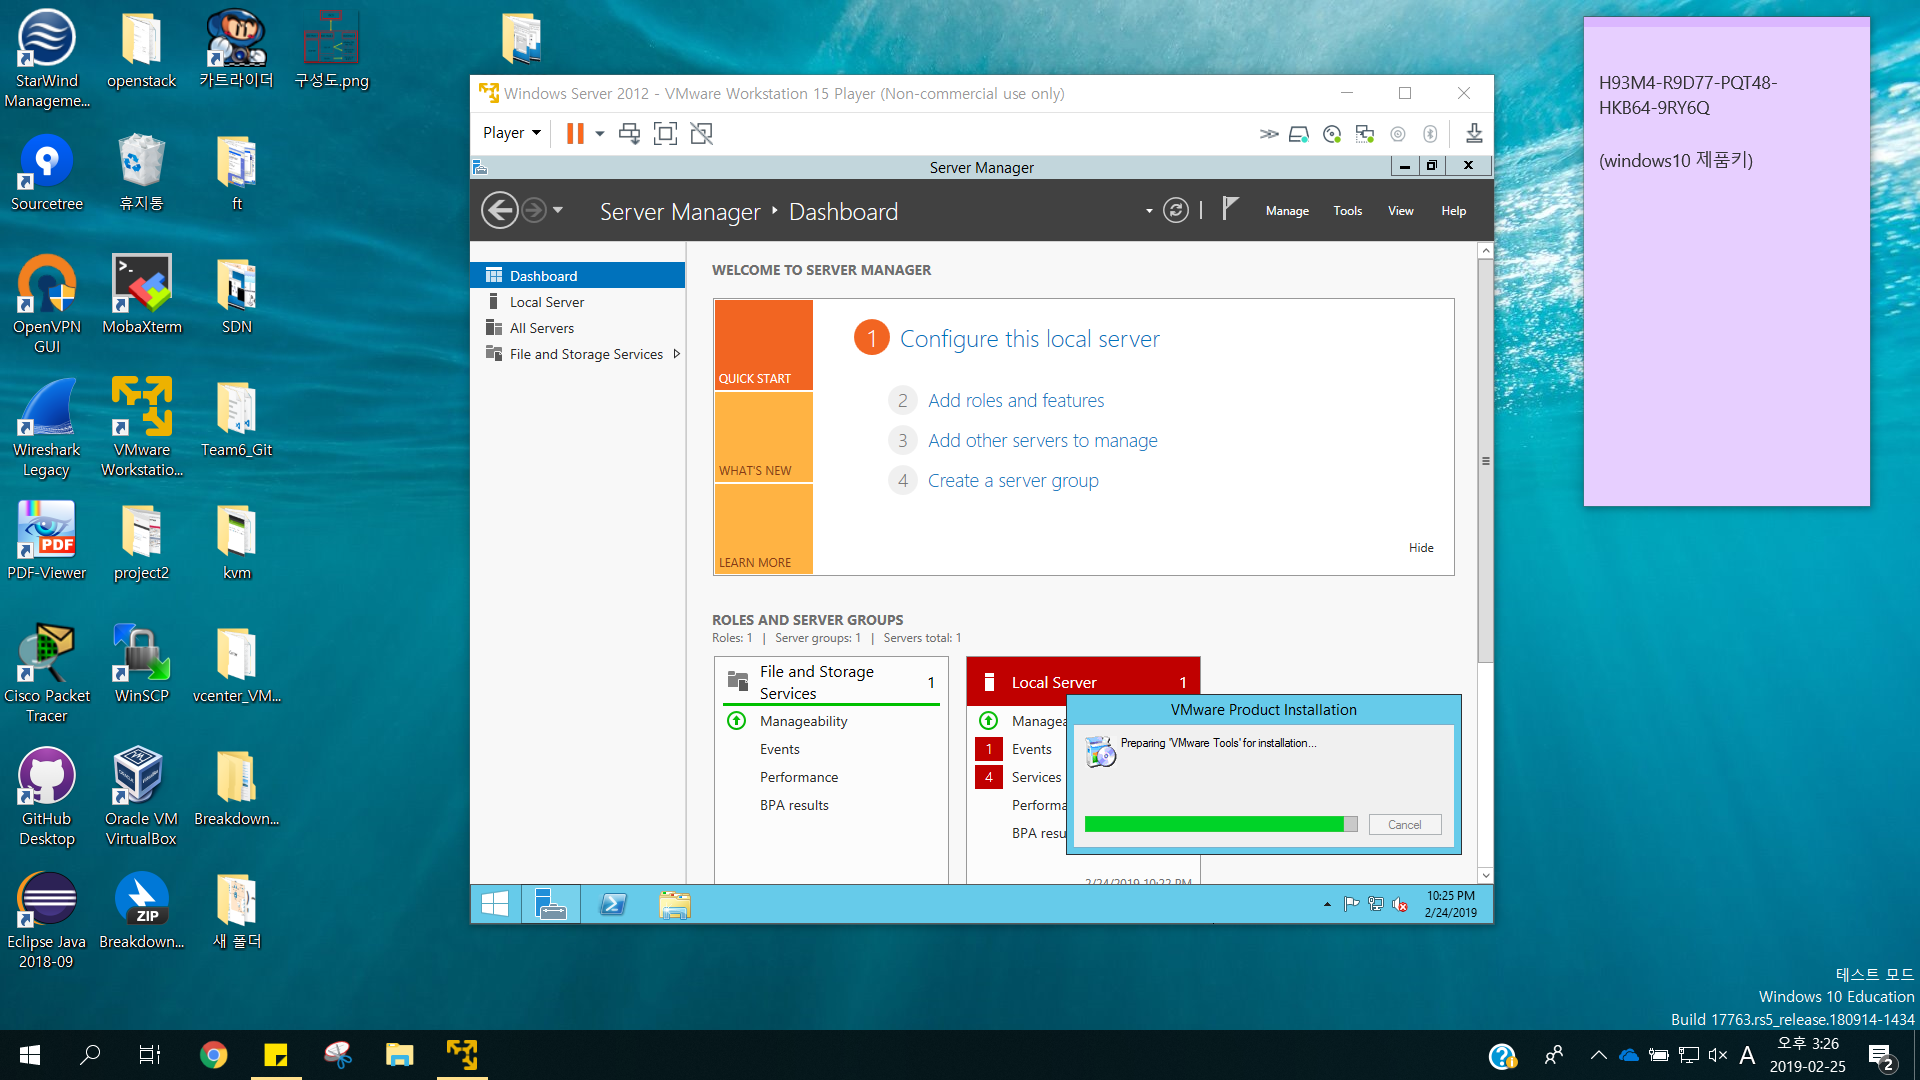 StarWind
Manageme...
openstack
카트라이더
구성도.png
Sourcetree
휴지통
ft
OpenVPN
GUI
MobaXterm
SDN
Wireshark
Legacy
VMware
Workstatio...
Team6_Git
PDF-Viewer
PDF
project2
kvm
Cisco Packet
Tracer
WinSCP
vcenter_VM...
GitHub
Desktop
Oracle VM
VirtualBox
Breakdown...
Eclipse Java
2018-09
ZIP
Breakdown...
새 폴더
Windows Server 2012 - VMware Workstation 15 Player (Non-commercial use only)
Player
Server Manager
Server Manager Dashboard
Manage
Tools
View
Help
Dashboard
Local Server
All Servers
File and Storage Services
WELCOME TO SERVER MANAGER
QUICK START
WHAT'S NEW
LEARN MORE
1 Configure this local server
2 Add roles and features
3 Add other servers to manage
4 Create a server group
Hide
ROLES AND SERVER GROUPS
Roles: 1 | Server groups: 1 | Servers total: 1
File and Storage
Services
1
Manageability
Events
Performance
BPA results
Local Server 1
Managea
1 Events
4 Services
Performa
BPA resu
2/24/2019 10:22 PM
VMware Product Installation
Preparing 'VMware Tools' for installation...
Cancel
10:25 PM
2/24/2019
H93M4-R9D77-PQT48-
HKB64-9RY6Q
(windows10 제품키)
테스트 모드
Windows 10 Education
Build 17763.rs5_release.180914-1434
A
오후 3:26
2019-02-25
2